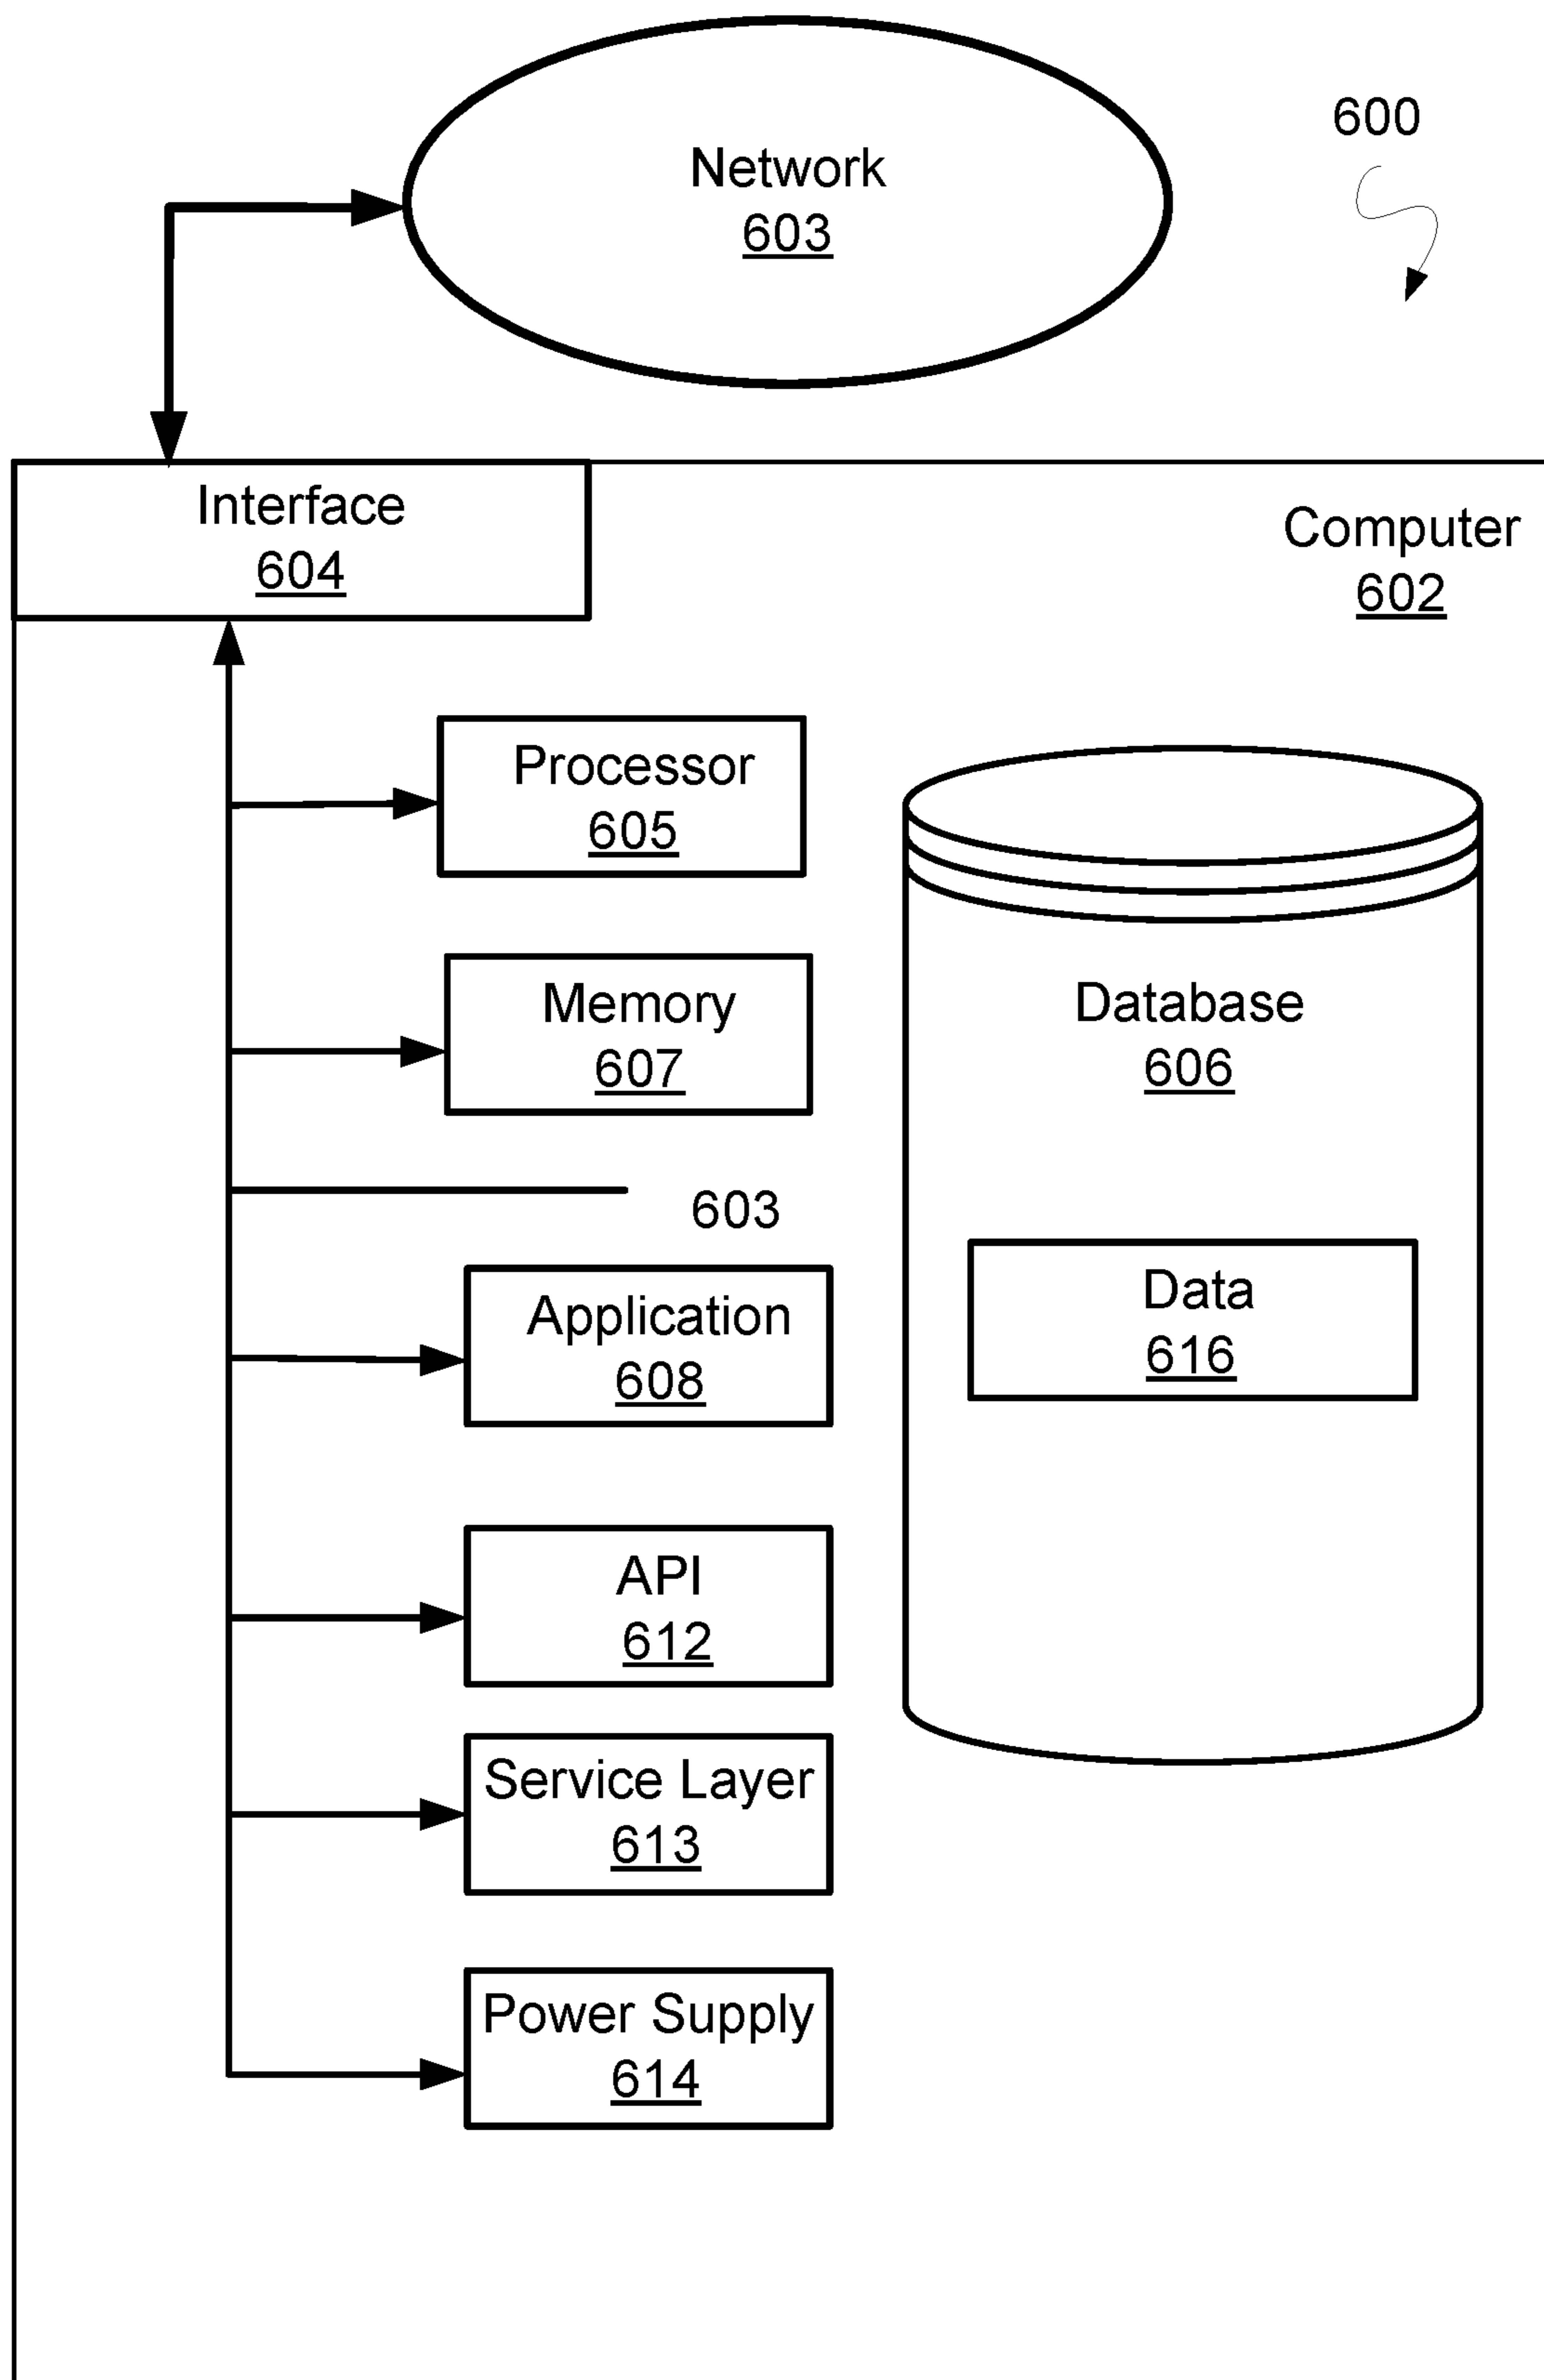 Network
603
600
Interface
604
Computer
602
Processor
605
Memory
607
603
Application
608
API
612
Service Layer
613
Power Supply
614
Database
606
Data
616